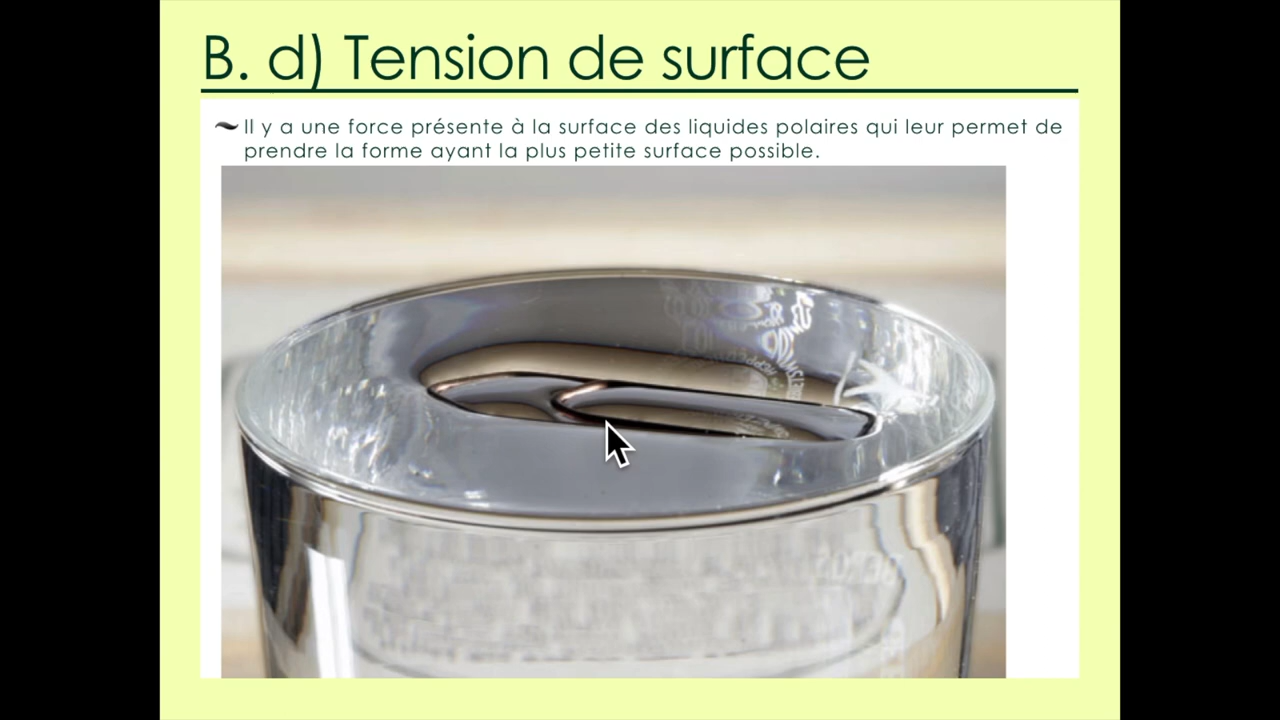 B. d) Tension de surface
Il y a une force présente à la surface des liquides polaires qui leur permet de
prendre la forme ayant la plus petite surface possible.